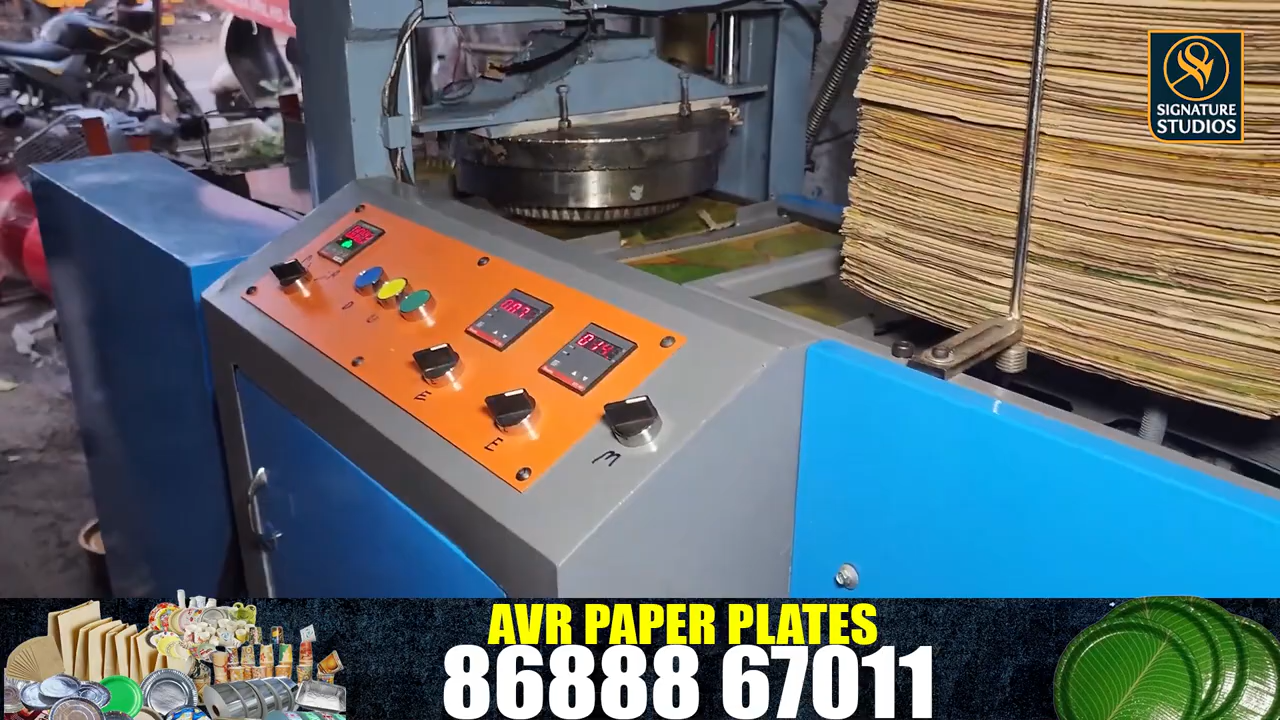 SIGNATURE
STUDIOS
E
E
M
AVR PAPER PLATES
86888 67011